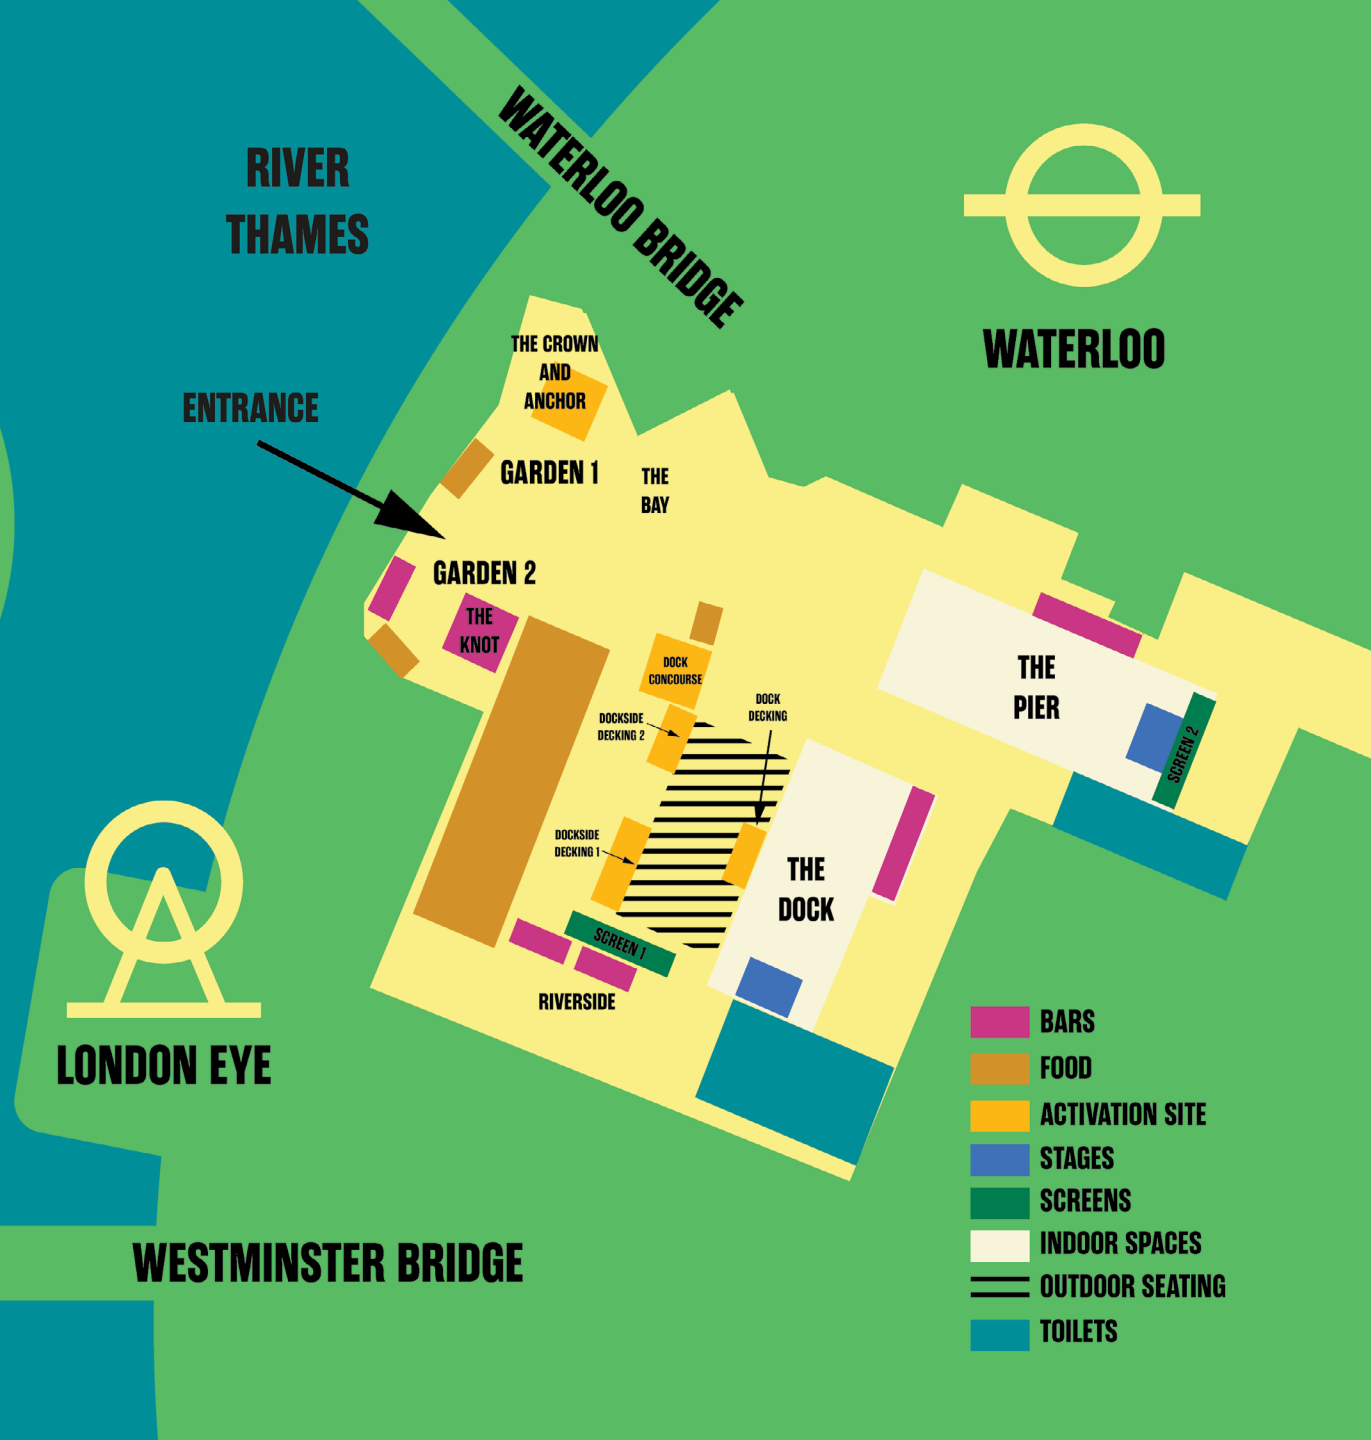 WATERLOO BRIDGE
RIVER
THAMES
WATERLOO
ENTRANCE
THE CROWN
AND
ANCHOR
GARDEN 1
THE
BAY
GARDEN 2
THE
KNOT
DOCK
CONCOURSE
DOCKSIDE
DECKING 2
DOCK
DECKING
THE
PIER
SCREEN 2
DOCKSIDE
DECKING 1
THE
DOCK
SCREEN 1
RIVERSIDE
LONDON EYE
WESTMINSTER BRIDGE
BARS
FOOD
ACTIVATION SITE
STAGES
SCREENS
INDOOR SPACES
OUTDOOR SEATING
TOILETS